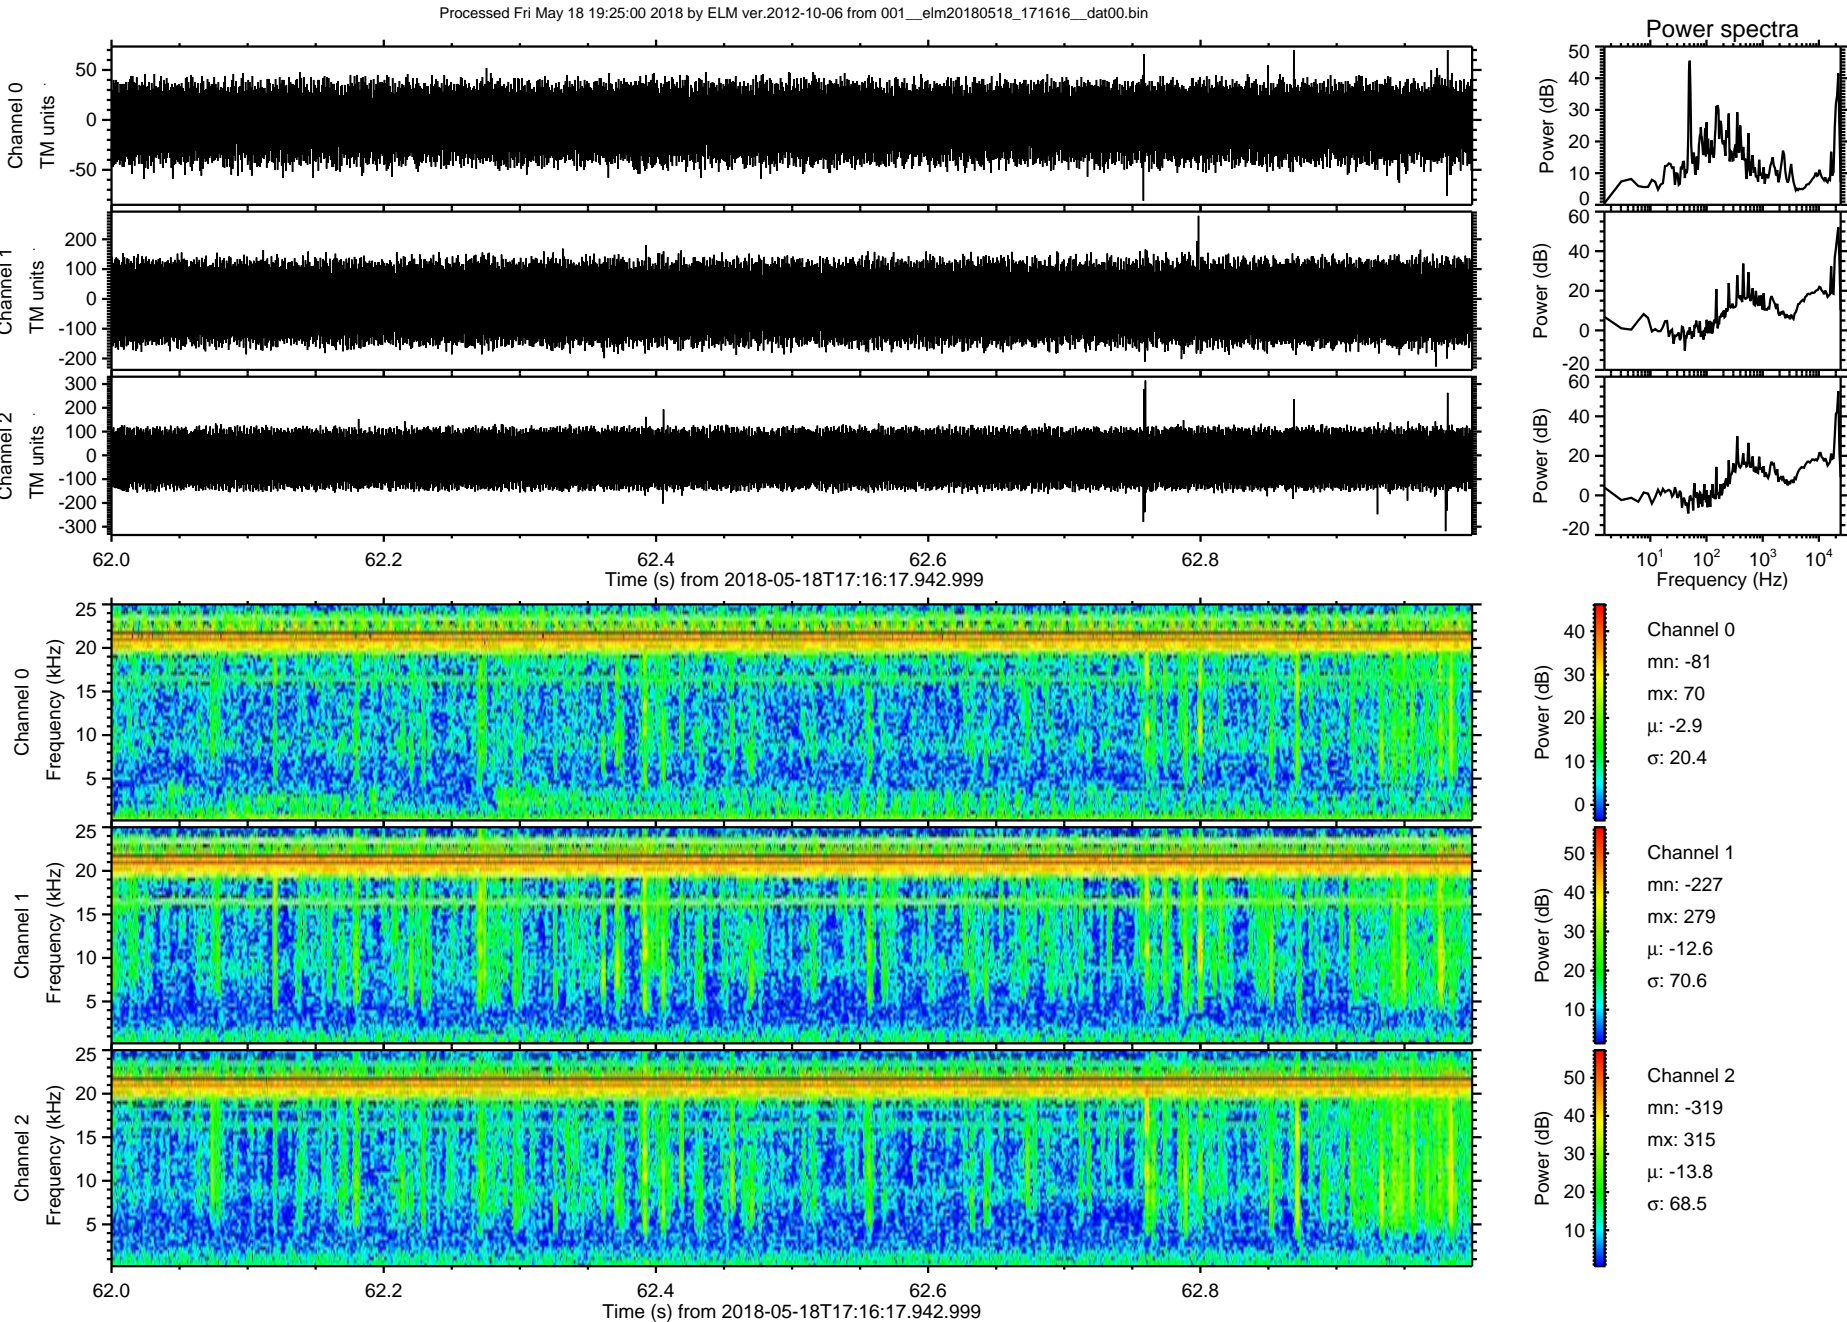 Processed Fri May 18 19:25:00 2018 by ELM ver.2012-10-06 from 001__elm20180518_171616__dat00.bin
Power spectra
Channel 0
TM units
50
0
-50
Power (dB)
50
40
30
20
10
0
Channel 1
TM units
200
100
0
-100
-200
Power (dB)
60
40
20
0
-20
Channel 2
TM units
300
200
100
0
-100
-200
-300
Power (dB)
60
40
20
0
-20
62.0 62.2 62.4 62.6 62.8
Time (s) from 2018-05-18T17:16:17.942.999
10^1 10^2 10^3 10^4
Frequency (Hz)
Channel 0
Frequency (kHz)
25
20
15
10
5
Power (dB)
40
30
20
10
0
Channel 0
mn: -81
mx: 70
μ: -2.9
σ: 20.4
Channel 1
Frequency (kHz)
25
20
15
10
5
Power (dB)
50
40
30
20
10
Channel 1
mn: -227
mx: 279
μ: -12.6
σ: 70.6
Channel 2
Frequency (kHz)
25
20
15
10
5
Power (dB)
50
40
30
20
10
Channel 2
mn: -319
mx: 315
μ: -13.8
σ: 68.5
62.0 62.2 62.4 62.6 62.8
Time (s) from 2018-05-18T17:16:17.942.999